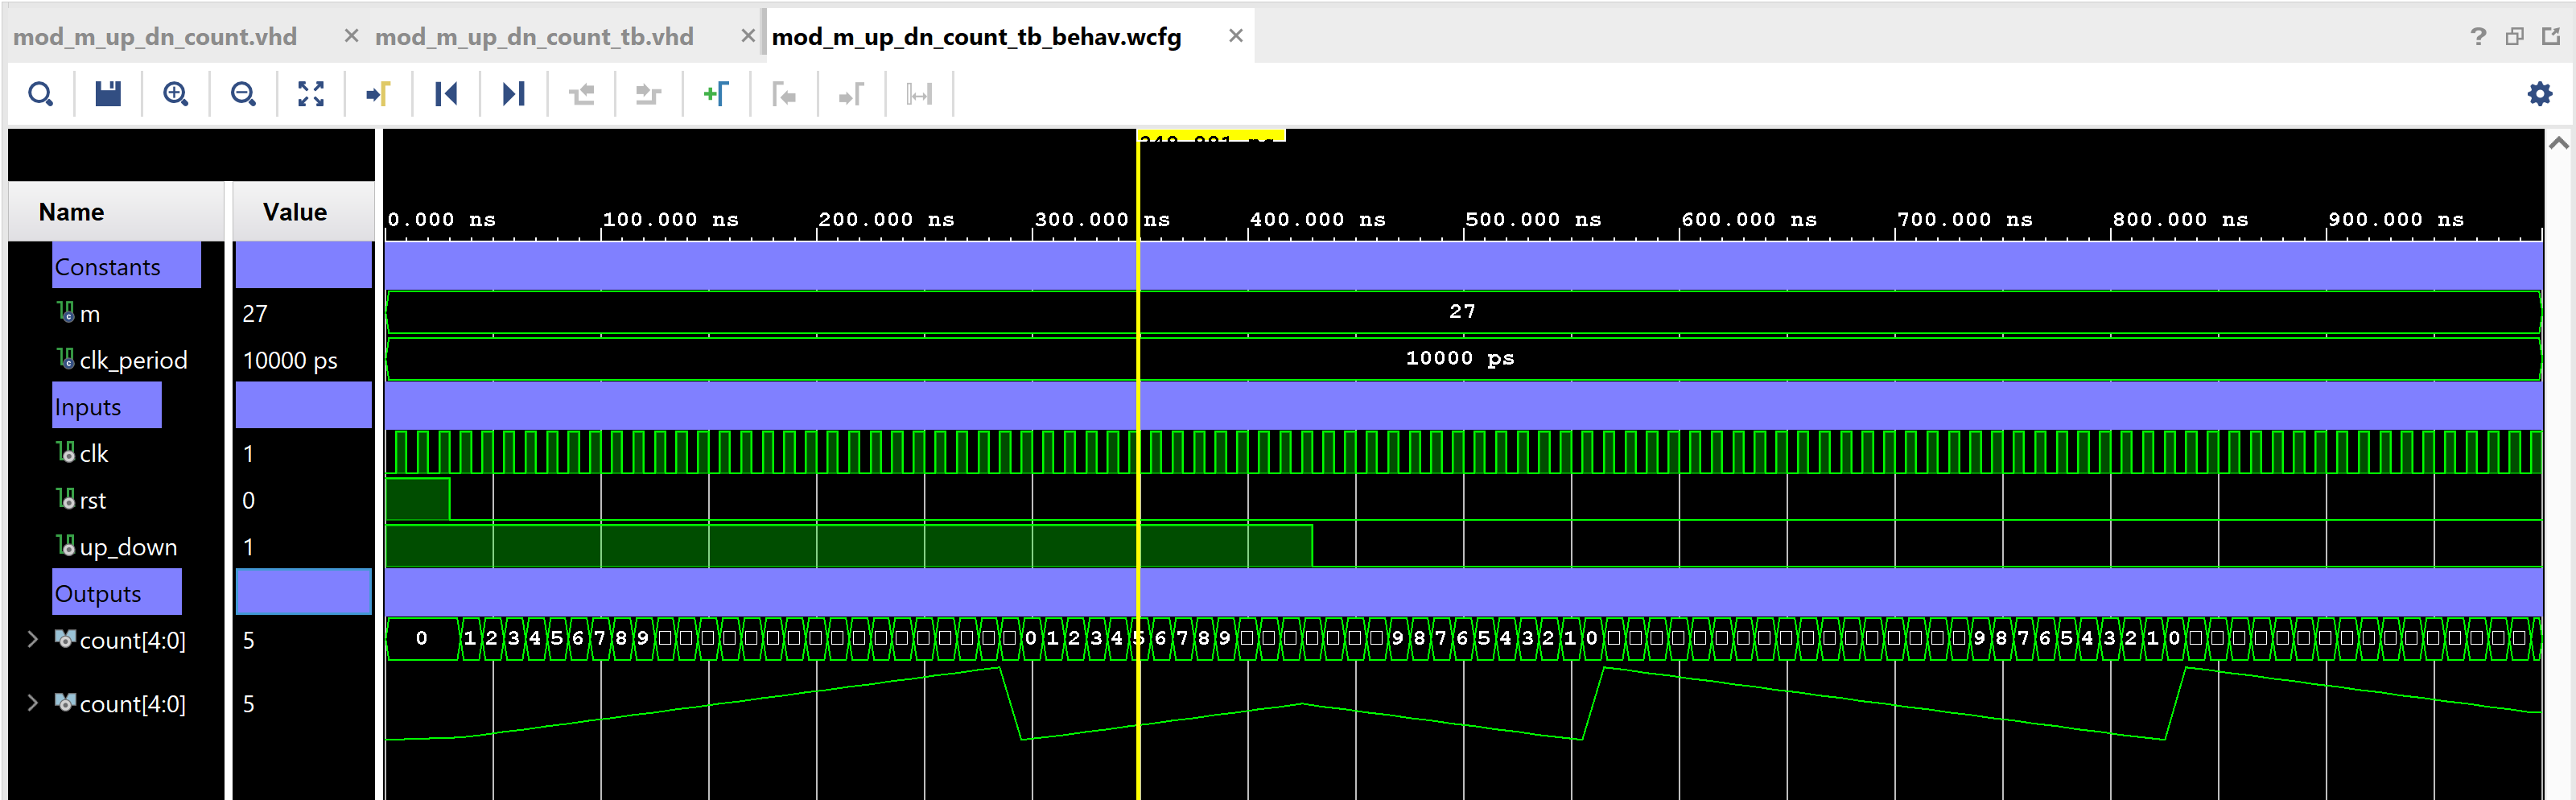 mod_m_up_dn_count.vhd mod_m_up_dn_count_tb.vhd mod_m_up_dn_count_tb_behav.wcfg
Name Value
0.000 ns 100.000 ns 200.000 ns 300.000 ns 400.000 ns 500.000 ns 600.000 ns 700.000 ns 800.000 ns 900.000 ns
Constants
m 27 27
clk_period 10000 ps 10000 ps
Inputs
clk 1
rst 0
up_down 1
Outputs
count[4:0] 5 0 1 2 3 4 5 6 7 8 9 0 1 2 3 4 5 6 7 8 9 9 8 7 6 5 4 3 2 1 0 9 8 7 6 5 4 3 2 1 0
count[4:0] 5